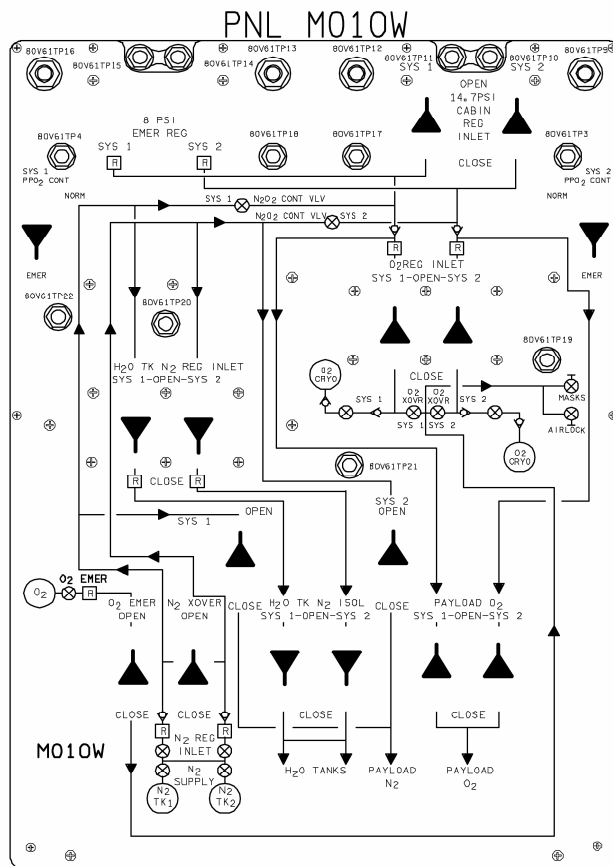 PNL MO10W
80V61TP16
80V61TP15
80V61TP14
80V61TP13
80V61TP12
80V61TP11
80V61TP10
80V61TP9
SYS 1
SYS 2
OPEN
14.7PSI
CABIN
REG
INLET
CLOSE
8 PSI
EMER REG
SYS 1
SYS 2
R
R
80V61TP4
80V61TP18
80V61TP17
80V61TP3
SYS 1
PPO2 CONT
NORM
EMER
SYS 2
PPO2 CONT
NORM
EMER
SYS 1
N2O2 CONT VLV
N2O2 CONT VLV
SYS 2
R
R
O2REG INLET
SYS 1-OPEN-SYS 2
CLOSE
80V61TP22
80V61TP20
80V61TP19
H2O TK N2 REG INLET
SYS 1-OPEN-SYS 2
R
CLOSE
R
O2
CRYO
SYS 1
O2
XOVR
O2
XOVR
SYS 1
SYS 2
SYS 2
O2
CRYO
MASKS
AIRLOCK
80V61TP21
SYS 1
OPEN
SYS 2
OPEN
CLOSE
CLOSE
O2
O2 EMER
R
O2 EMER
OPEN
CLOSE
N2 XOVER
OPEN
CLOSE
H2O TK N2 ISOL
SYS 1-OPEN-SYS 2
CLOSE
PAYLOAD O2
SYS 1-OPEN-SYS 2
CLOSE
R
R
N2 REG
INLET
N2
SUPPLY
N2
TK1
N2
TK2
MO10W
H2O TANKS
PAYLOAD
N2
PAYLOAD
O2